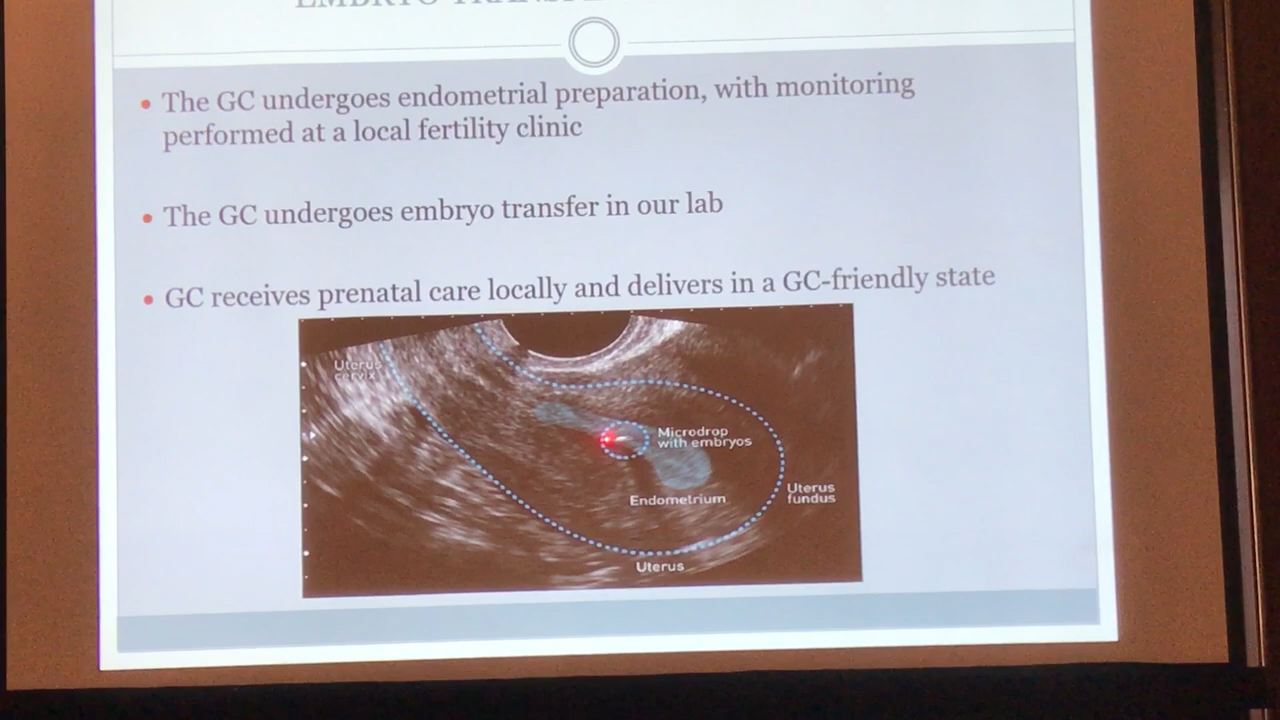 EMBRYO
The GC undergoes endometrial preparation, with monitoring
performed at a local fertility clinic
The GC undergoes embryo transfer in our lab
GC receives prenatal care locally and delivers in a GC-friendly state
Uterus
cervix
Microdrop
with embryos
Endometrium
Uterus
fundus
Uterus